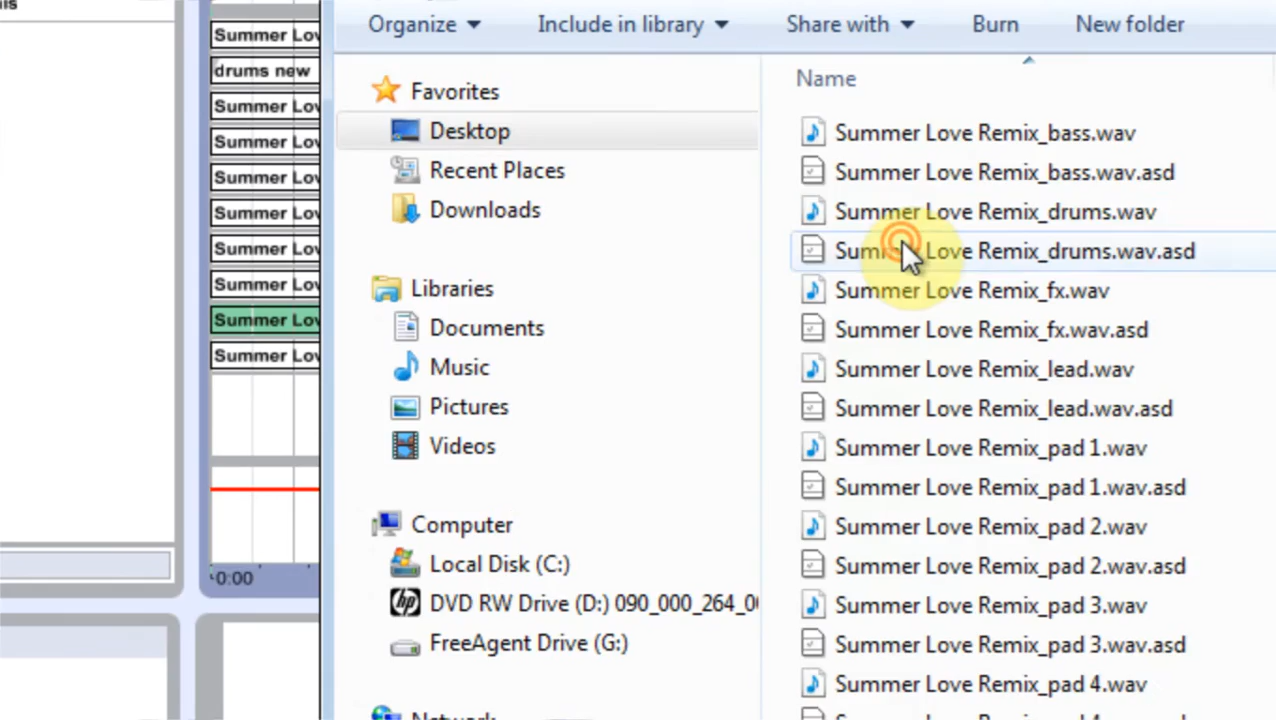 Organize
Include in library
Share with
Burn
New folder
Name
Favorites
Desktop
Recent Places
Downloads
Libraries
Documents
Music
Pictures
Videos
Computer
Local Disk (C:)
DVD RW Drive (D:) 090_000_264_0
FreeAgent Drive (G:)
Network
Summer Love Remix_bass.wav
Summer Love Remix_bass.wav.asd
Summer Love Remix_drums.wav
Summer Love Remix_drums.wav.asd
Summer Love Remix_fx.wav
Summer Love Remix_fx.wav.asd
Summer Love Remix_lead.wav
Summer Love Remix_lead.wav.asd
Summer Love Remix_pad 1.wav
Summer Love Remix_pad 1.wav.asd
Summer Love Remix_pad 2.wav
Summer Love Remix_pad 2.wav.asd
Summer Love Remix_pad 3.wav
Summer Love Remix_pad 3.wav.asd
Summer Love Remix_pad 4.wav
Summer Lov
drums new
Summer Lov
Summer Lov
Summer Lov
Summer Lov
Summer Lov
Summer Lov
Summer Lov
Summer Lov
0:00